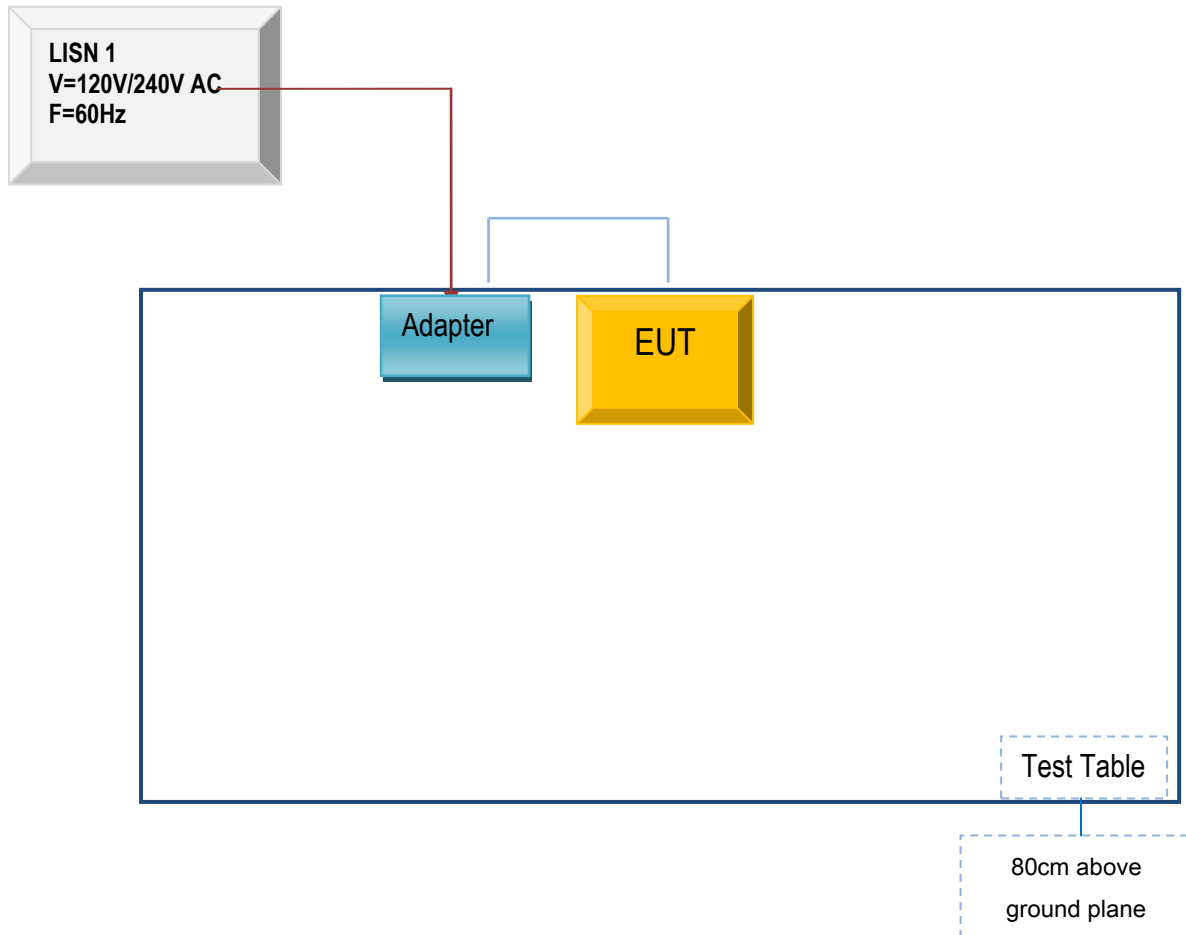 LISN 1
V=120V/240V AC
F=60Hz
Adapter
EUT
Test Table
80cm above
ground plane